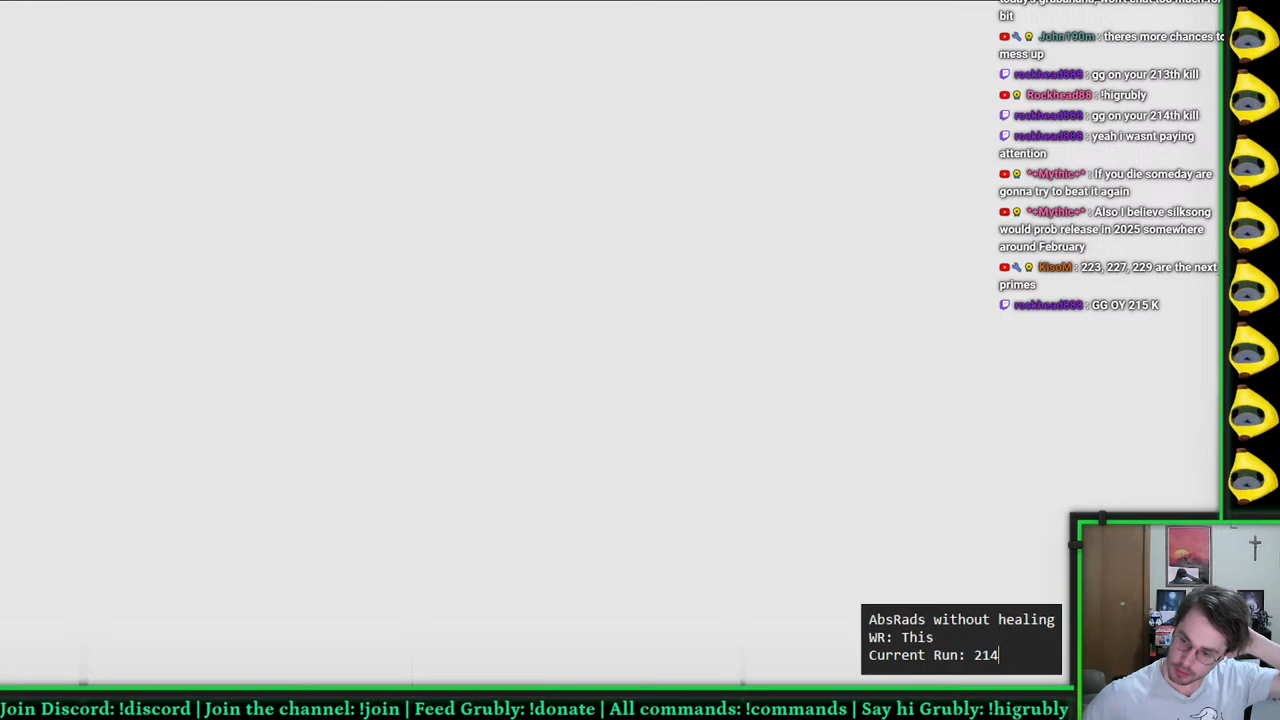 bit
John190m : theres more chances to
mess up
rockhead888 : gg on your 213th kill
Rockhead88 : !higrubly
rockhead888 : gg on your 214th kill
rockhead888 : yeah i wasnt paying
attention
*+Mythic+* : If you die someday are
gonna try to beat it again
*+Mythic+* : Also I believe silksong
would prob release in 2025 somewhere
around February
KisoM : 223, 227, 229 are the next
primes
rockhead888 : GG OY 215 K
AbsRads without healing
WR: This
Current Run: 214
Join Discord: !discord | Join the channel: !join | Feed Grubly: !donate | All commands: !commands | Say hi Grubly: !higrubly